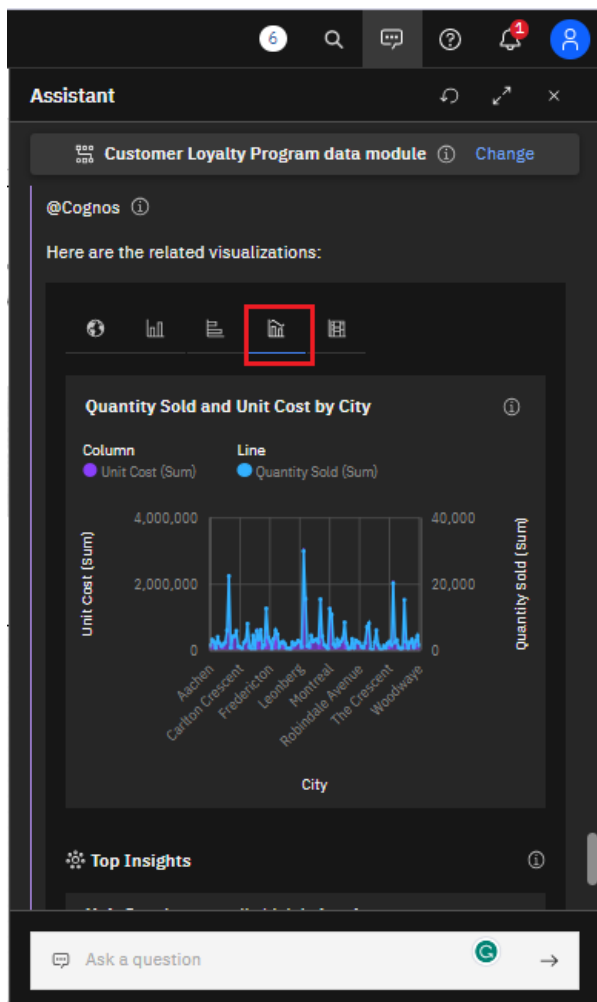 6
1
Assistant
Customer Loyalty Program data module Change
@Cognos
Here are the related visualizations:
Quantity Sold and Unit Cost by City
Column Line
Unit Cost (Sum) Quantity Sold (Sum)
4,000,000 40,000
2,000,000 20,000
0 0
Unit Cost (Sum)
Quantity Sold (Sum)
Aachen
Carlton Crescent
Fredericton
Leonberg
Montreal
Robindale Avenue
The Crescent
Woodwaye
City
Top Insights
Ask a question
G